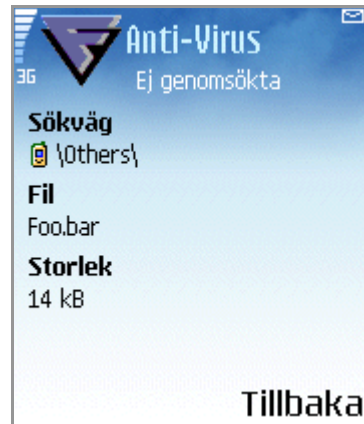 3G
Anti-Virus
Ej genomsökta
Sökväg
\Others\
Fil
Foo.bar
Storlek
14 kB
Tillbaka